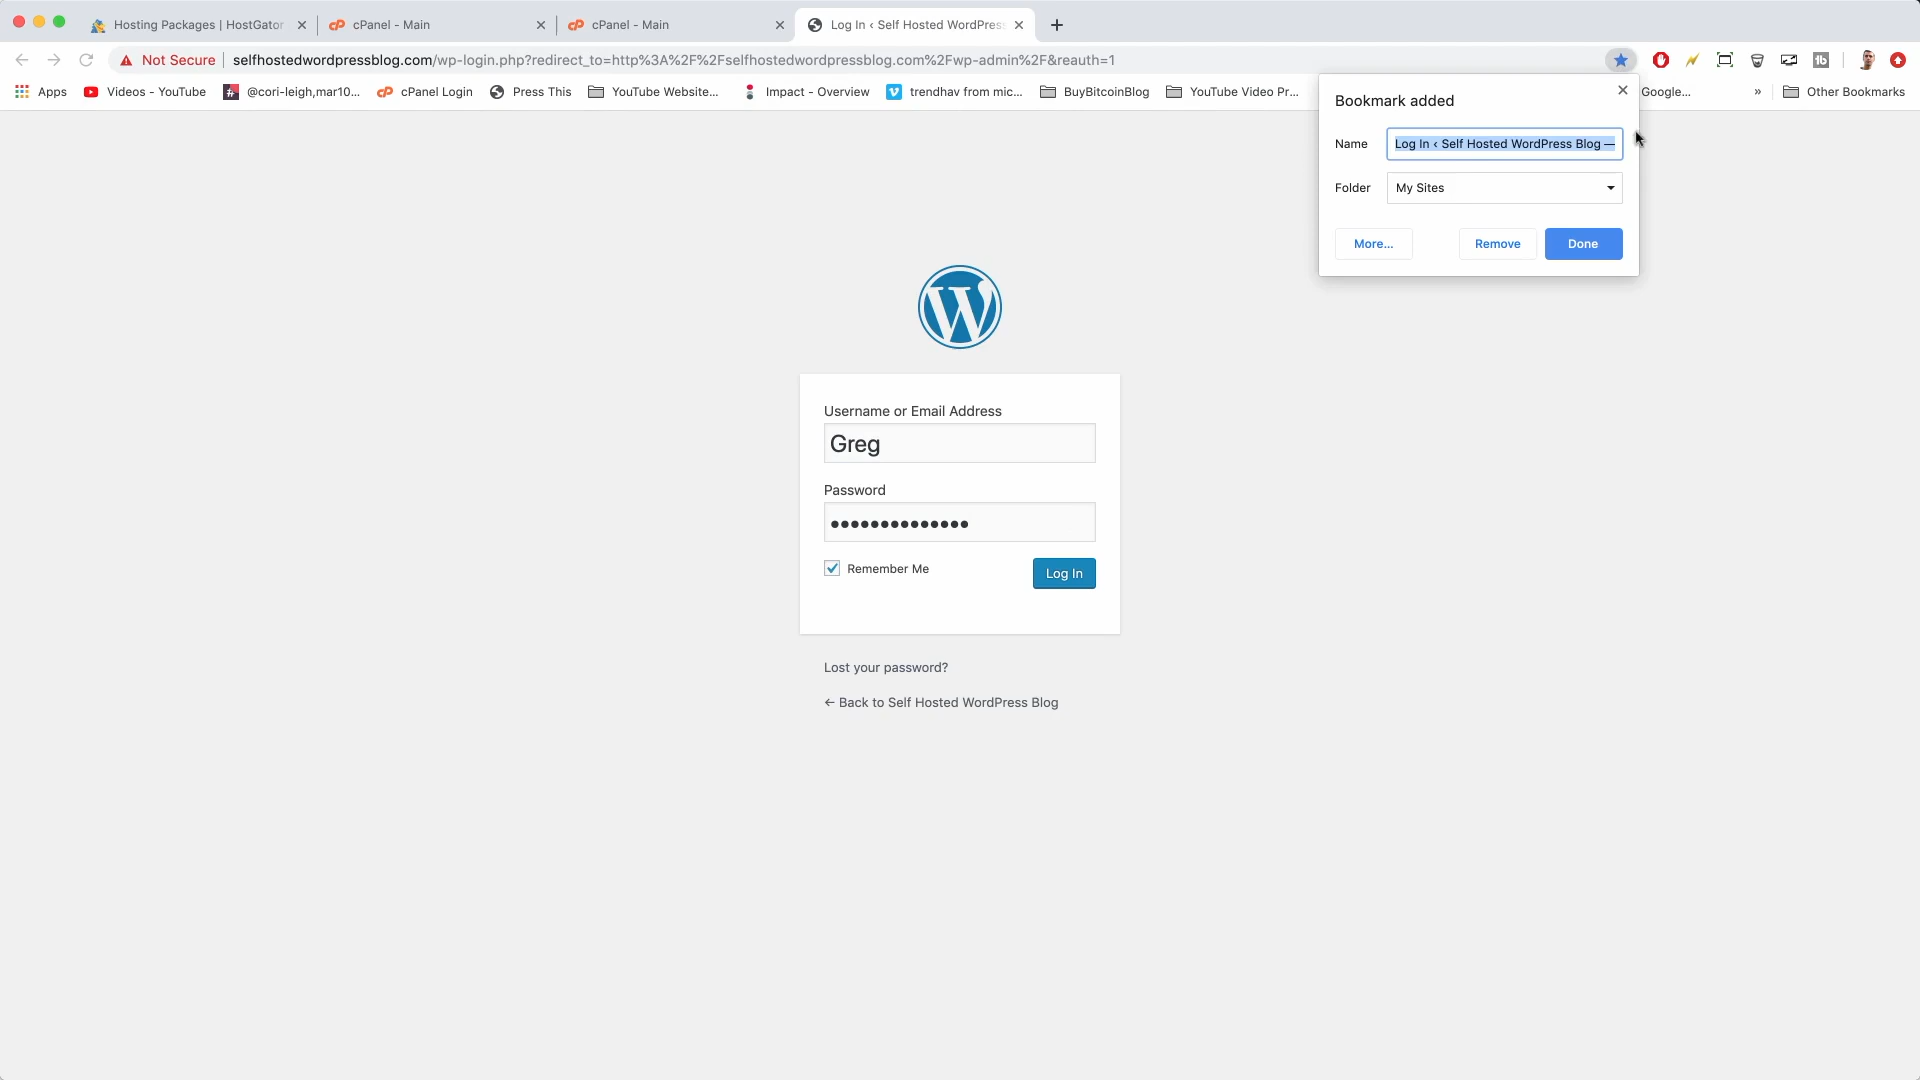 Hosting Packages | HostGator
cPanel - Main
cPanel - Main
Log In ‹ Self Hosted WordPress
Not Secure
selfhostedwordpressblog.com/wp-login.php?redirect_to=http%3A%2F%2Fselfhostedwordpressblog.com%2Fwp-admin%2F&reauth=1
Apps
Videos - YouTube
@cori-leigh,mar10...
cPanel Login
Press This
YouTube Website...
Impact - Overview
trendhav from mic...
BuyBitcoinBlog
YouTube Video Pr...
Google...
»
Other Bookmarks
Bookmark added
Name
Log In ‹ Self Hosted WordPress Blog —
Folder
My Sites
More...
Remove
Done
Username or Email Address
Greg
Password
••••••••••••••
Remember Me
Log In
Lost your password?
← Back to Self Hosted WordPress Blog